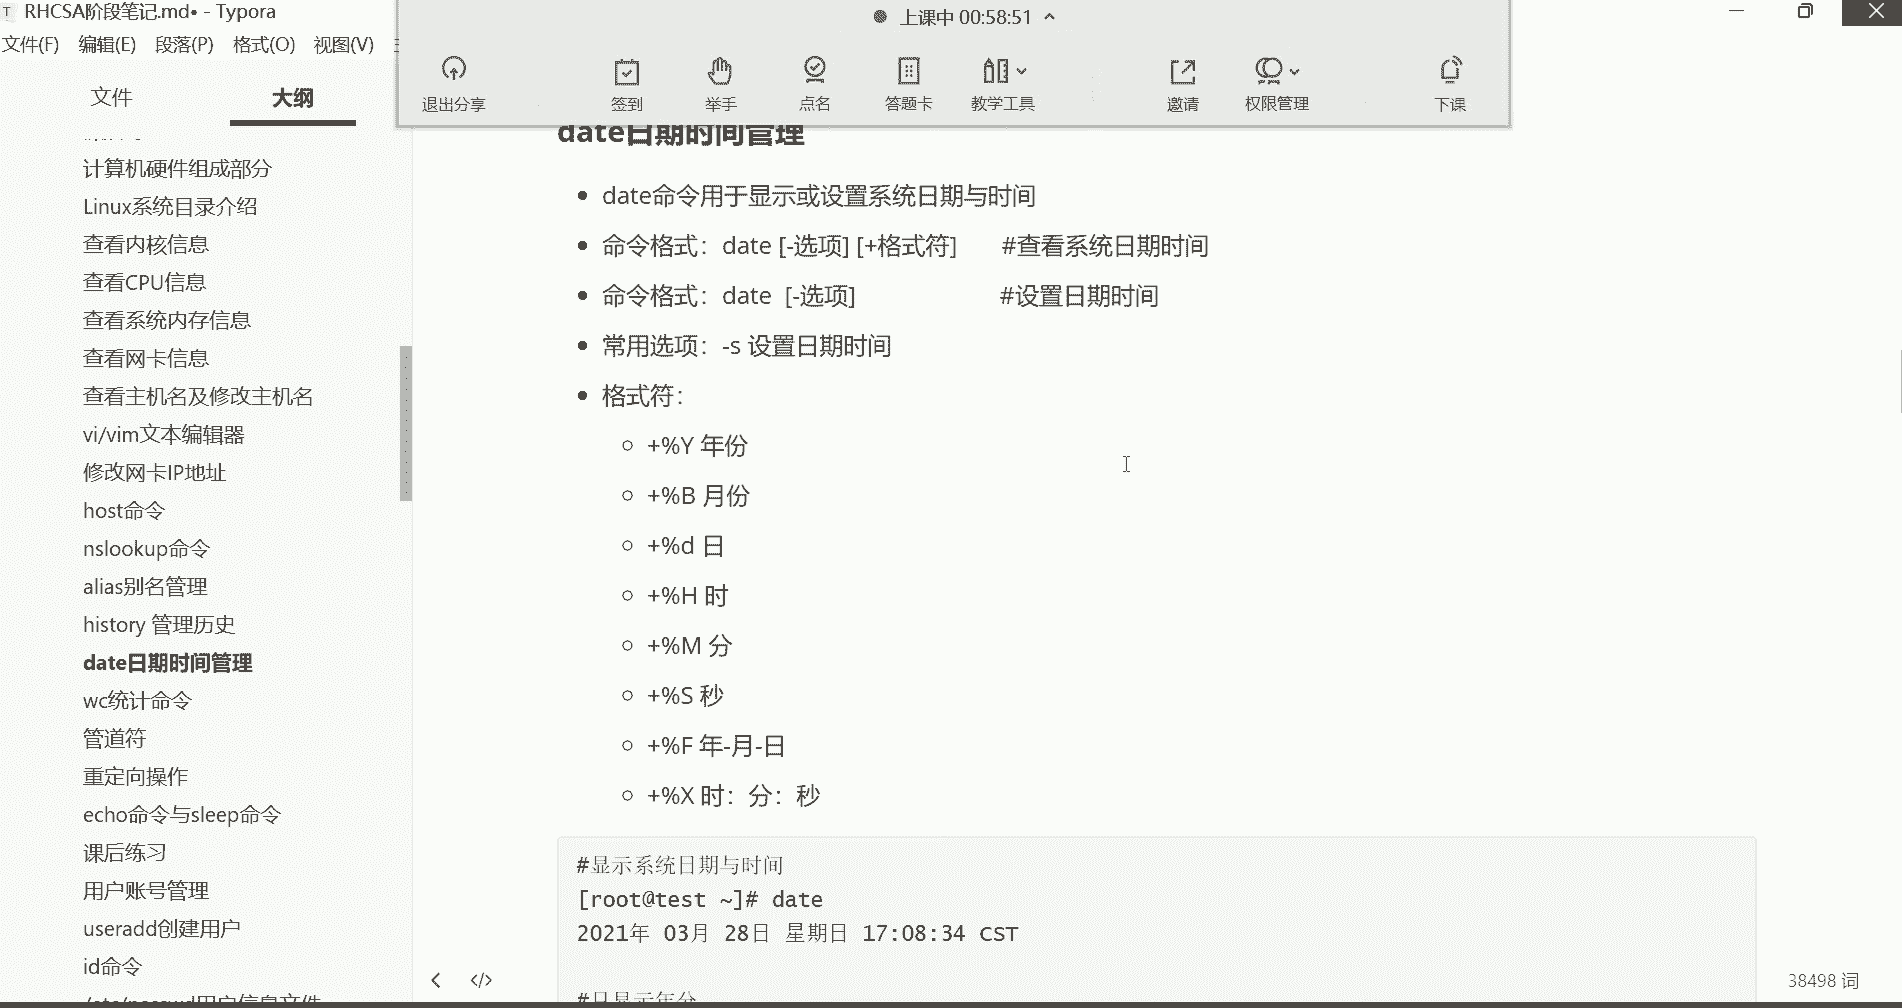 RHCSA阶段笔记.md• - Typora
上课中 00:58:51
文件(F) 编辑(E) 段落(P) 格式(O) 视图(V)
退出分享 签到 举手 点名 答题卡 教学工具 邀请 权限管理 下课
文件 大纲
计算机硬件组成部分
Linux系统目录介绍
查看内核信息
查看CPU信息
查看系统内存信息
查看网卡信息
查看主机名及修改主机名
vi/vim文本编辑器
修改网卡IP地址
host命令
nslookup命令
alias别名管理
history 管理历史
date日期时间管理
wc统计命令
管道符
重定向操作
echo命令与sleep命令
课后练习
用户账号管理
useradd创建用户
id命令
/etc/passwd用户信息文件
date日期时间管理
date命令用于显示或设置系统日期与时间
命令格式：date [-选项] [+格式符] #查看系统日期时间
命令格式：date [-选项] #设置日期时间
常用选项：-s 设置日期时间
格式符：
+%Y 年份
+%B 月份
+%d 日
+%H 时
+%M 分
+%S 秒
+%F 年-月-日
+%X 时：分：秒
#显示系统日期与时间
[root@test ~]# date
2021年 03月 28日 星期日 17:08:34 CST
#只显示年份
38498 词